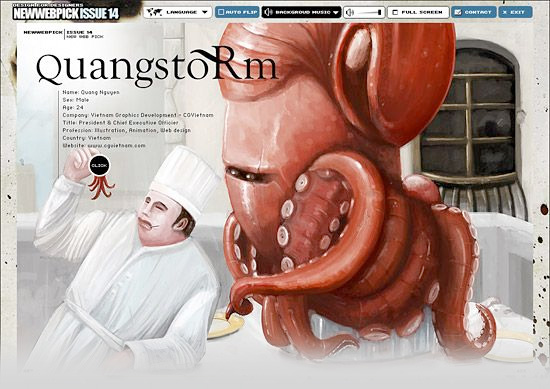 DESIGN FOR DESIGNERS
NEWWEBPICK ISSUE 14
LANGUAGE
AUTO FLIP
BACKGROUD MUSIC
FULL SCREEN
CONTACT
EXIT
NEWWEBPICK
ISSUE 14
NEW WEB PICK
QuangstoRm
Name: Quang Nguyen
Sex: Male
Age: 24
Company: Vietnam Graphics Development - CGVietnam
Title: President & Chief Executive Officier
Profession: Illustration, Animation, Web design
Country: Vietnam
Website: www.cgvietnam.com
CLICK